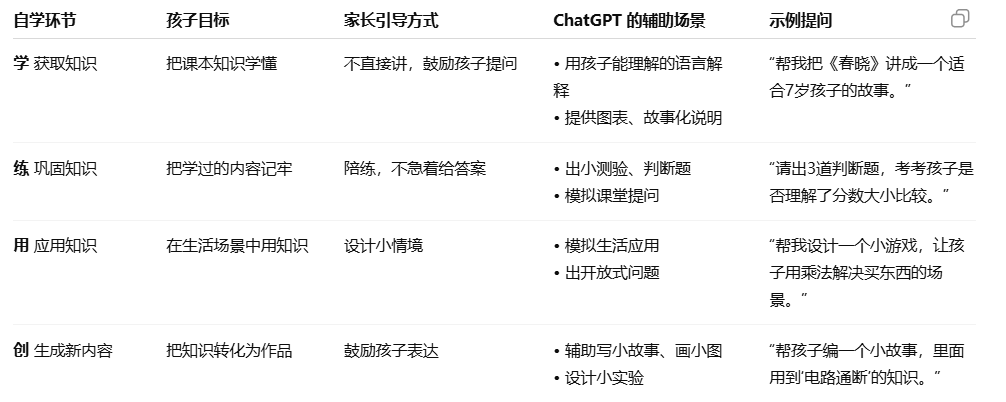 自学环节 孩子目标 家长引导方式 ChatGPT 的辅助场景 示例提问
学 获取知识 把课本知识学懂 不直接讲，鼓励孩子提问 • 用孩子能理解的语言解 “帮我把《春晓》讲成一个适
释 合7岁孩子的故事。”
• 提供图表、故事化说明
练 巩固知识 把学过的内容记牢 陪练，不急着给答案 • 出小测验、判断题 “请出3道判断题，考考孩子是
• 模拟课堂提问 否理解了分数大小比较。”
用 应用知识 在生活场景中用知识 设计小情境 • 模拟生活应用 “帮我设计一个小游戏，让孩
• 出开放式问题 子用乘法解决买东西的场
景。”
创 生成新内容 把知识转化为作品 鼓励孩子表达 • 辅助写小故事、画小图 “帮孩子编一个小故事，里面
• 设计小实验 用到‘电路通断’的知识。”